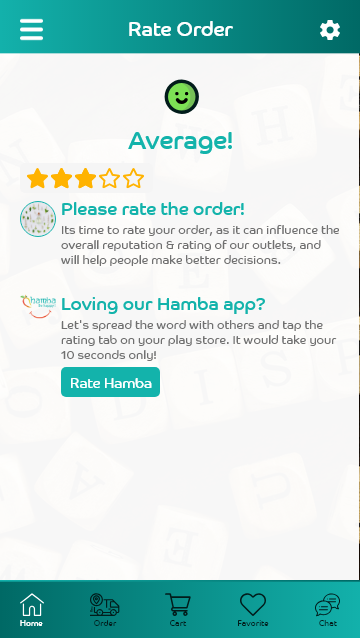 Rate Order
Average!
Please rate the order!
Its time to rate your order, as it can influence the
overall reputation & rating of our outlets, and
will help people make better decisions.
hamba
Loving our Hamba app?
Let's spread the word with others and tap the
rating tab on your play store. It would take your
10 seconds only!
Rate Hamba
Home
Order
Cart
Favorite
Chat